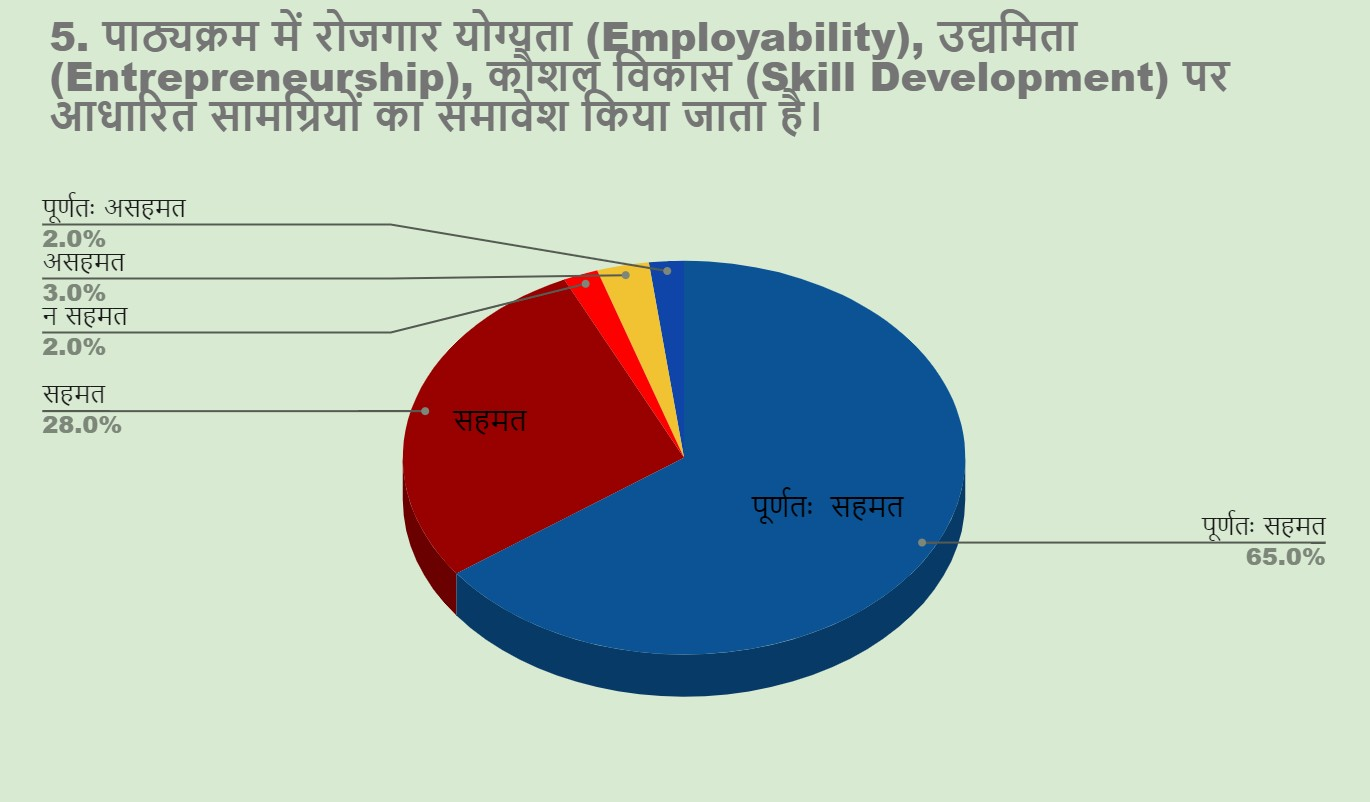 5. पाठ्यक्रम में रोजगार योग्यता (Employability), उद्यमिता
(Entrepreneurship), कौशल विकास (Skill Development) पर
आधारित सामग्रियों का समावेश किया जाता है।
पूर्णतः असहमत
2.0%
असहमत
3.0%
न सहमत
2.0%
सहमत
28.0%
सहमत
पूर्णतः सहमत
पूर्णतः सहमत
65.0%